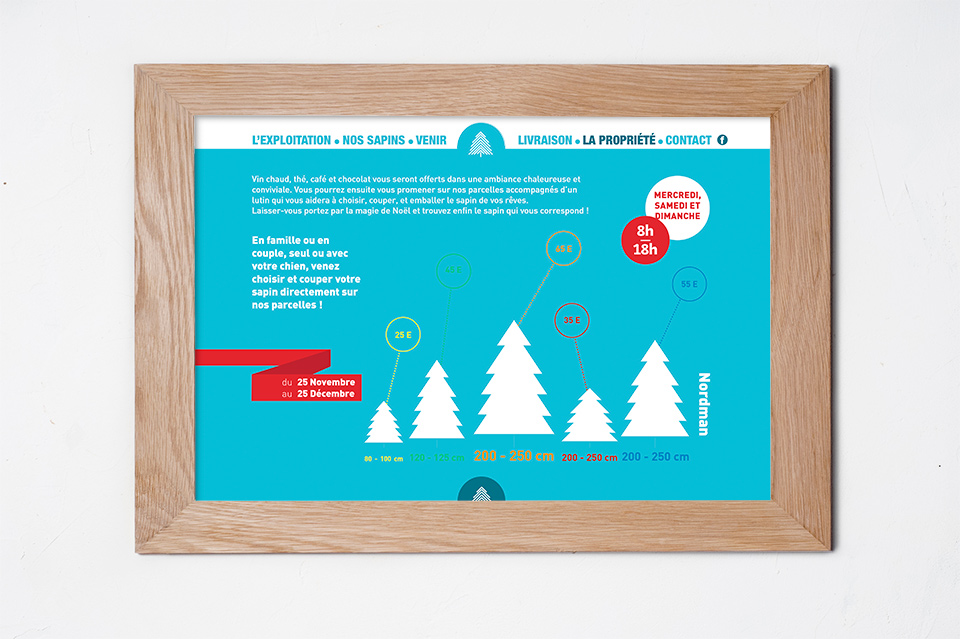 L'EXPLOITATION • NOS SAPINS • VENIR
LIVRAISON • LA PROPRIÉTÉ • CONTACT f
Vin chaud, thé, café et chocolat vous seront offerts dans une ambiance chaleureuse et
conviviale. Vous pourrez ensuite vous promener sur nos parcelles accompagnés d'un
lutin qui vous aidera à choisir, couper, et emballer le sapin de vos rêves.
Laisser-vous portez par la magie de Noël et trouvez enfin le sapin qui vous correspond !
MERCREDI,
SAMEDI ET
DIMANCHE
8h
18h
En famille ou en
couple, seul ou avec
votre chien, venez
choisir et couper votre
sapin directement sur
nos parcelles !
25 E
45 E
35 E
55 E
du 25 Novembre
au 25 Décembre
Nordman
80 - 100 cm
200 - 250 cm
200 - 250 cm
200 - 250 cm